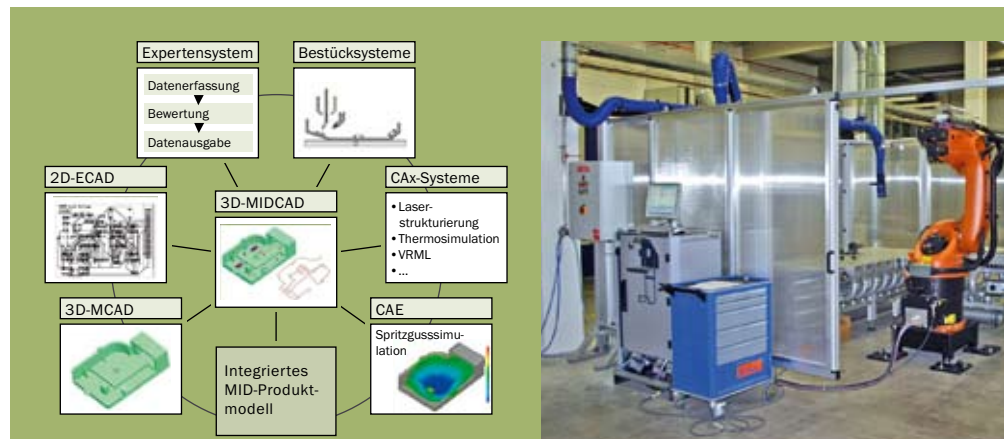 Expertensystem
Datenerfassung
Bewertung
Datenausgabe
Bestücksysteme
2D-ECAD
3D-MIDCAD
CAx-Systeme
• Laser-
strukturierung
• Thermosimulation
• VRML
• ...
3D-MCAD
Integriertes
MID-Produkt-
modell
CAE
Spritzgusssimu-
lation